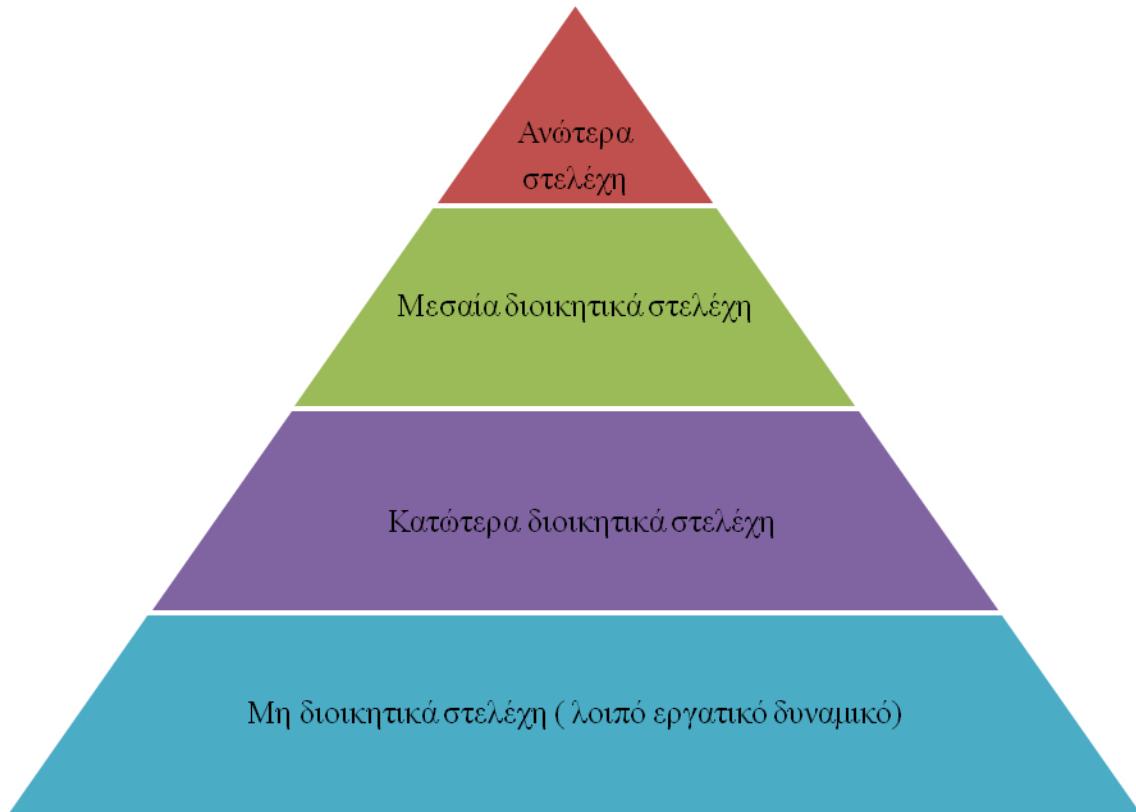 Ανώτερα
στελέχη
Μεσαία διοικητικά στελέχη
Κατώτερα διοικητικά στελέχη
Μη διοικητικά στελέχη ( λοιπό εργατικό δυναμικό)